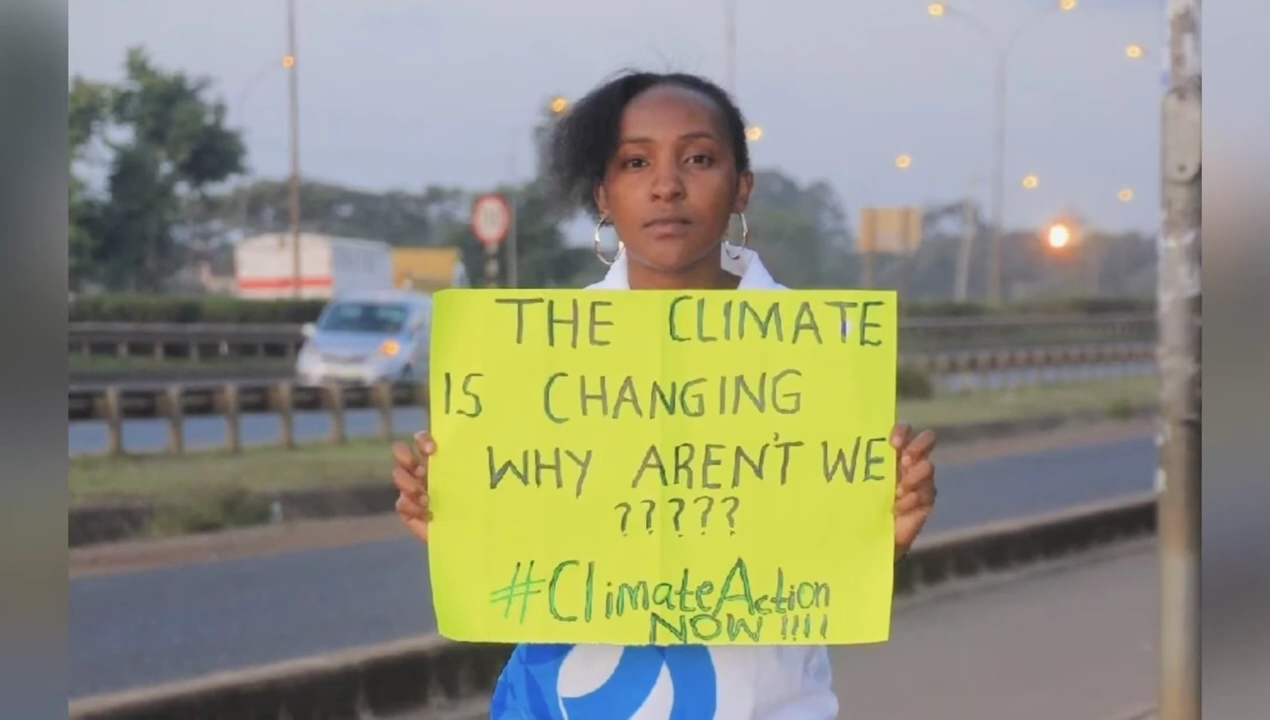 THE CLIMATE
IS CHANGING
WHY AREN'T WE
?????
#ClimateAction
NOW !!!!